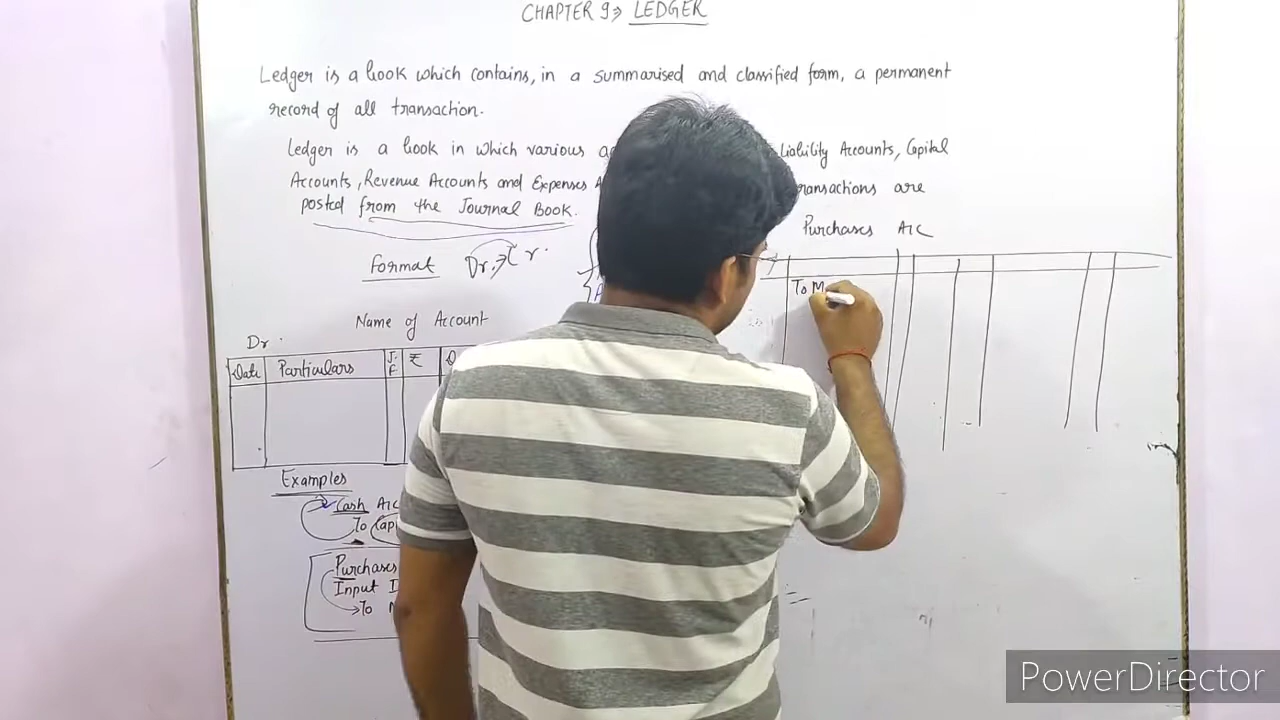 CHAPTER 9 ⇒ LEDGER
Ledger is a book which contains, in a summarised and classified form, a permanent
record of all transaction.
Ledger is a book in which various Liability Accounts, Capital
Accounts, Revenue Accounts and Expenses transactions are
posted from the Journal Book.
Purchases A/C
Format Dr. → Cr.
To M
Name of Account
Dr.
Date Particulars J.F. ₹
Examples
Cash A/C
To
Purchases
Input
To
PowerDirector